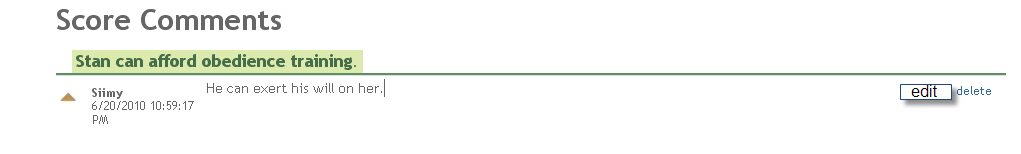 Score Comments
Stan can afford obedience training.
Siimy
6/20/2010 10:59:17
PM
He can exert his will on her.
edit delete